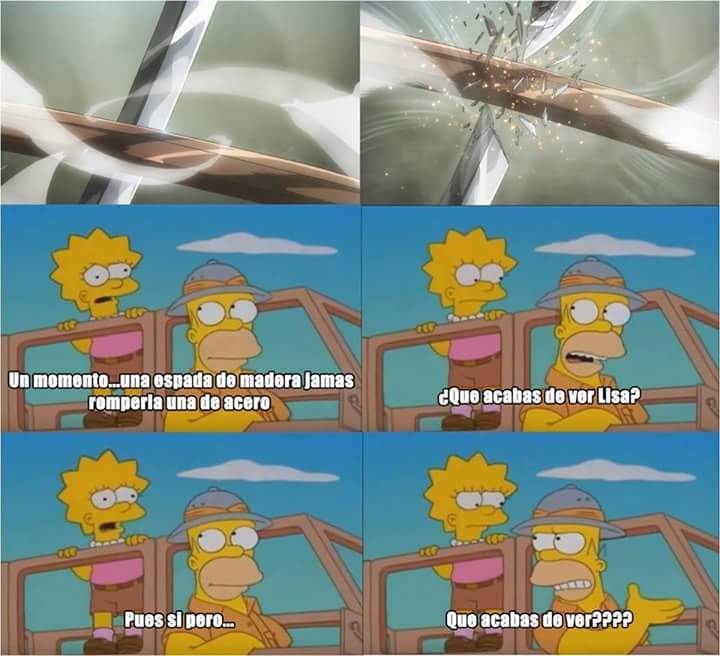 Un momento...una espada de madera jamas
romperia una de acero
¿Que acabas de ver Lisa?
Pues si pero...
Que acabas de ver????